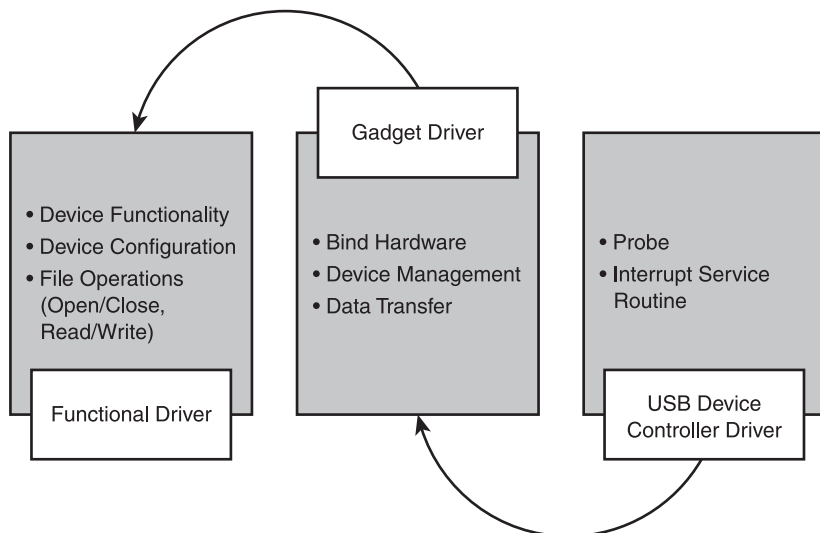 Gadget Driver
• Device Functionality
• Device Configuration
• File Operations
(Open/Close,
Read/Write)
Functional Driver
• Bind Hardware
• Device Management
• Data Transfer
• Probe
• Interrupt Service
Routine
USB Device
Controller Driver